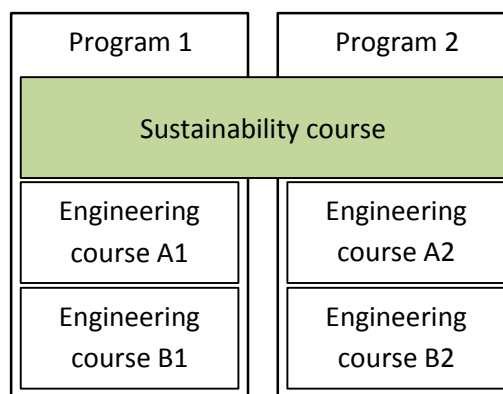 Program 1
Program 2
Sustainability course
Engineering
course A1
Engineering
course A2
Engineering
course B1
Engineering
course B2